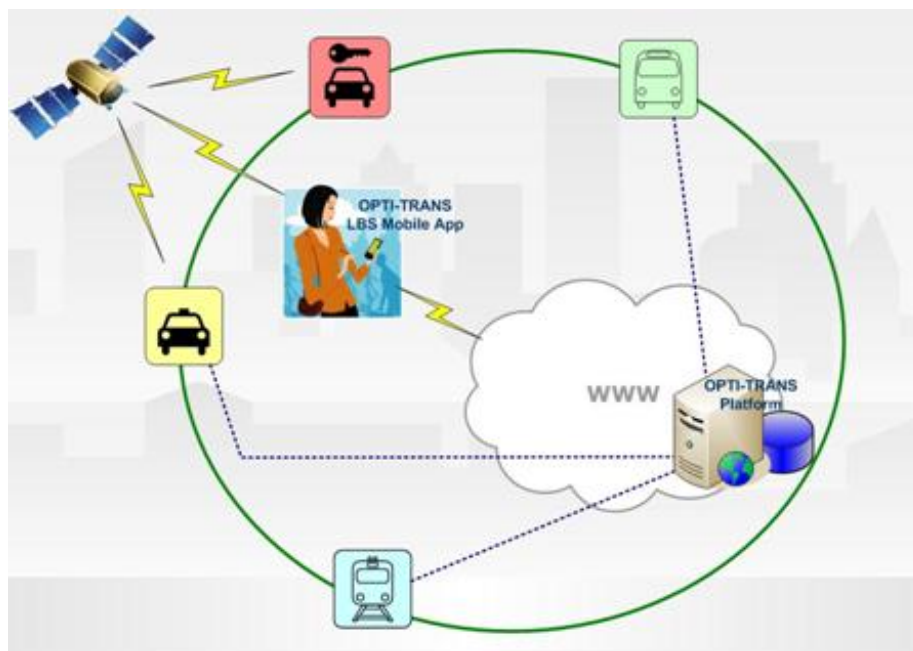 OPTI-TRANS
LBS Mobile App
www
OPTI-TRANS
Platform